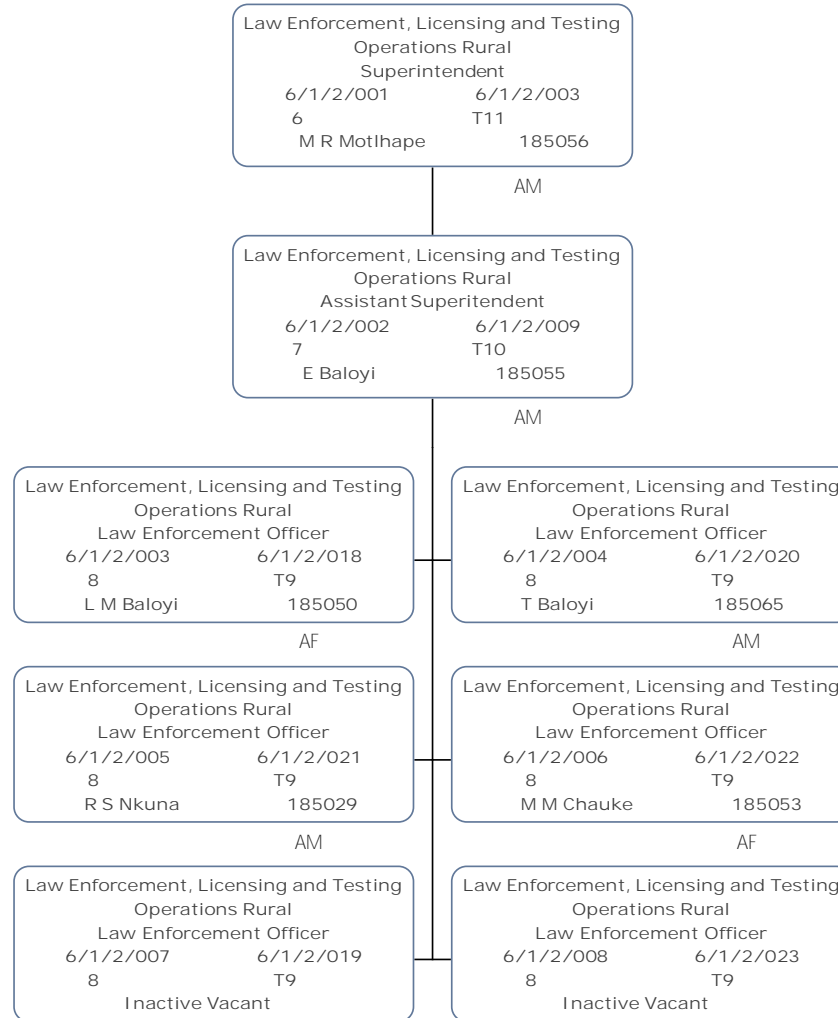 Law Enforcement, Licensing and Testing
Operations Rural
Superintendent
6/1/2/001 6/1/2/003
6 T11
M R Motlhape 185056
AM
Law Enforcement, Licensing and Testing
Operations Rural
Assistant Superitendent
6/1/2/002 6/1/2/009
7 T10
E Baloyi 185055
AM
Law Enforcement, Licensing and Testing
Operations Rural
Law Enforcement Officer
6/1/2/003 6/1/2/018
8 T9
L M Baloyi 185050
AF
Law Enforcement, Licensing and Testing
Operations Rural
Law Enforcement Officer
6/1/2/004 6/1/2/020
8 T9
T Baloyi 185065
AM
Law Enforcement, Licensing and Testing
Operations Rural
Law Enforcement Officer
6/1/2/005 6/1/2/021
8 T9
R S Nkuna 185029
AM
Law Enforcement, Licensing and Testing
Operations Rural
Law Enforcement Officer
6/1/2/006 6/1/2/022
8 T9
M M Chauke 185053
AF
Law Enforcement, Licensing and Testing
Operations Rural
Law Enforcement Officer
6/1/2/007 6/1/2/019
8 T9
Inactive Vacant
Law Enforcement, Licensing and Testing
Operations Rural
Law Enforcement Officer
6/1/2/008 6/1/2/023
8 T9
Inactive Vacant